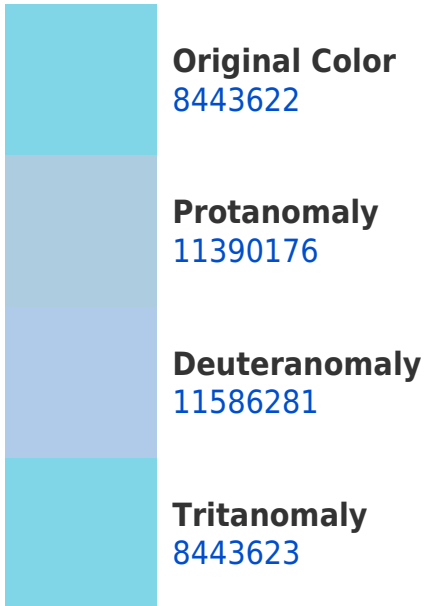 Original Color
8443622
Protanomaly
11390176
Deuteranomaly
11586281
Tritanomaly
8443623